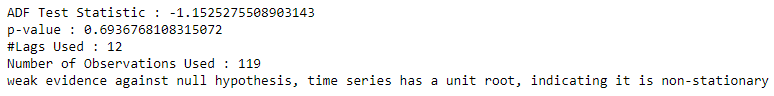 ADF Test Statistic : -1.1525275508903143
p-value : 0.6936768108315072
#Lags Used : 12
Number of Observations Used : 119
weak evidence against null hypothesis, time series has a unit root, indicating it is non-stationary